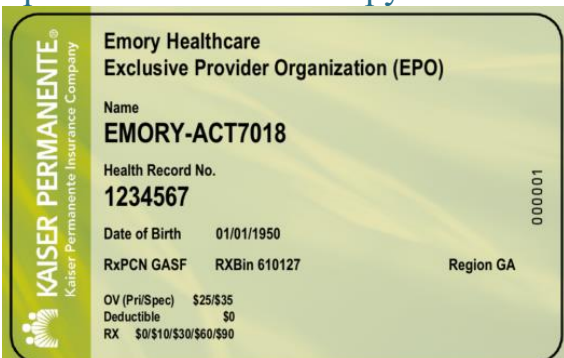 KAISER PERMANENTE®
Kaiser Permanente Insurance Company
Emory Healthcare
Exclusive Provider Organization (EPO)
Name
EMORY-ACT7018
Health Record No.
1234567
000001
Date of Birth 01/01/1950
RxPCN GASF RXBin 610127 Region GA
OV (Pri/Spec) $25/$35
Deductible $0
RX $0/$10/$30/$60/$90